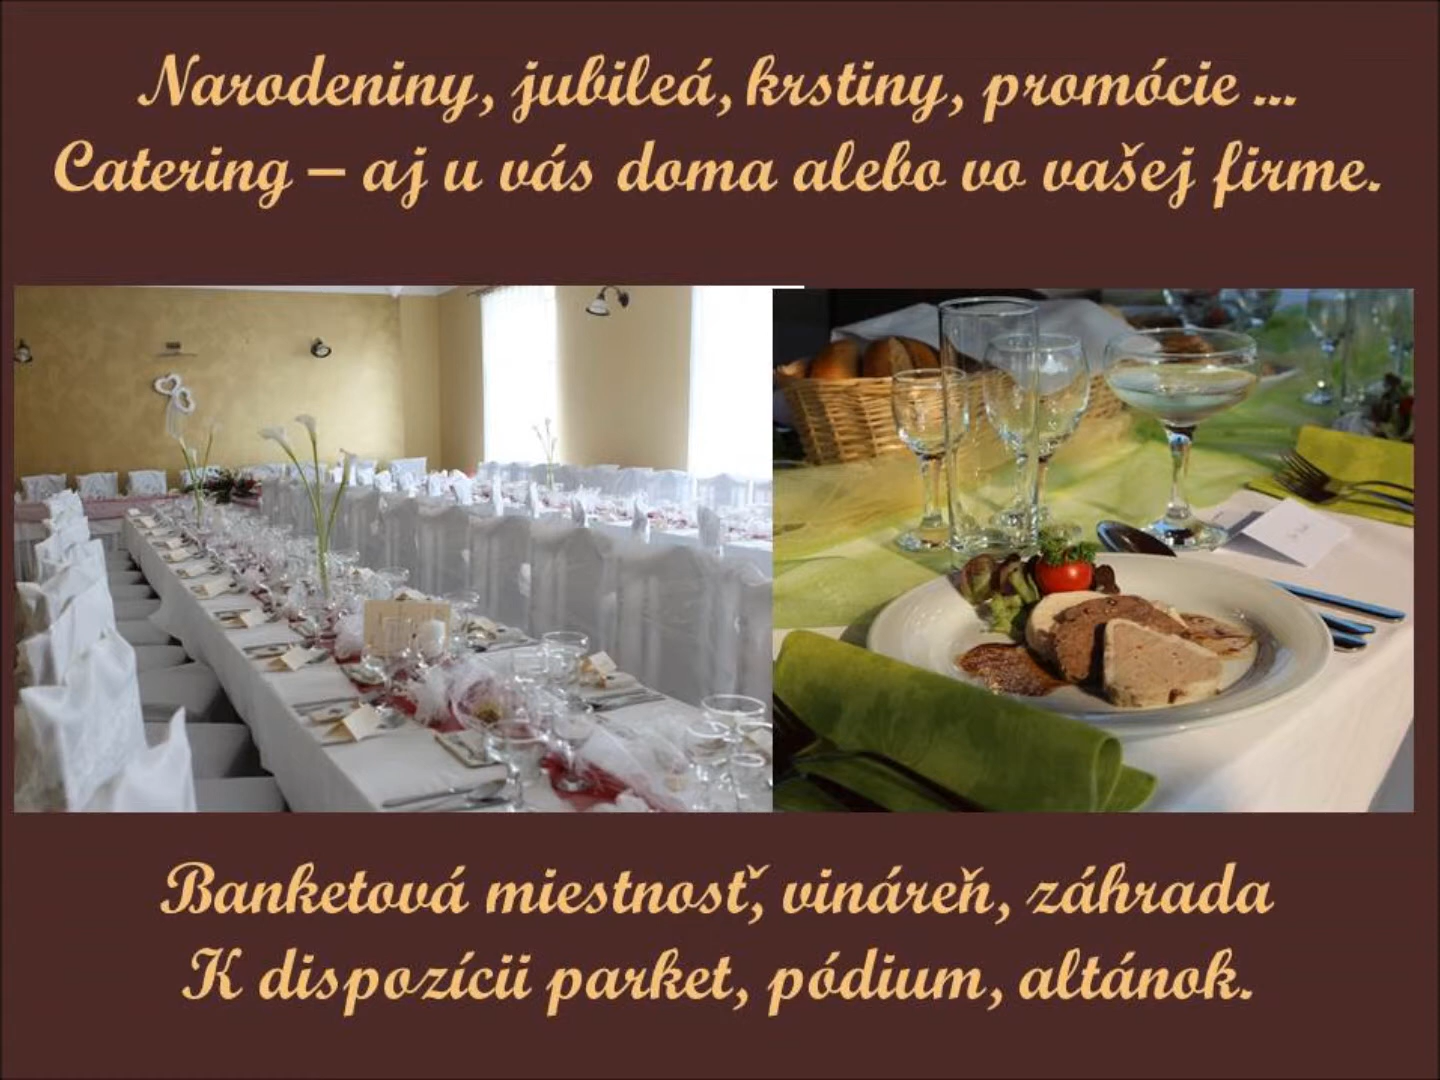 Narodeniny, jubileá, krstiny, promócie ...
Catering – aj u vás doma alebo vo vašej firme.
Banketová miestnosť, vináreň, záhrada
K dispozícii parket, pódium, altánok.